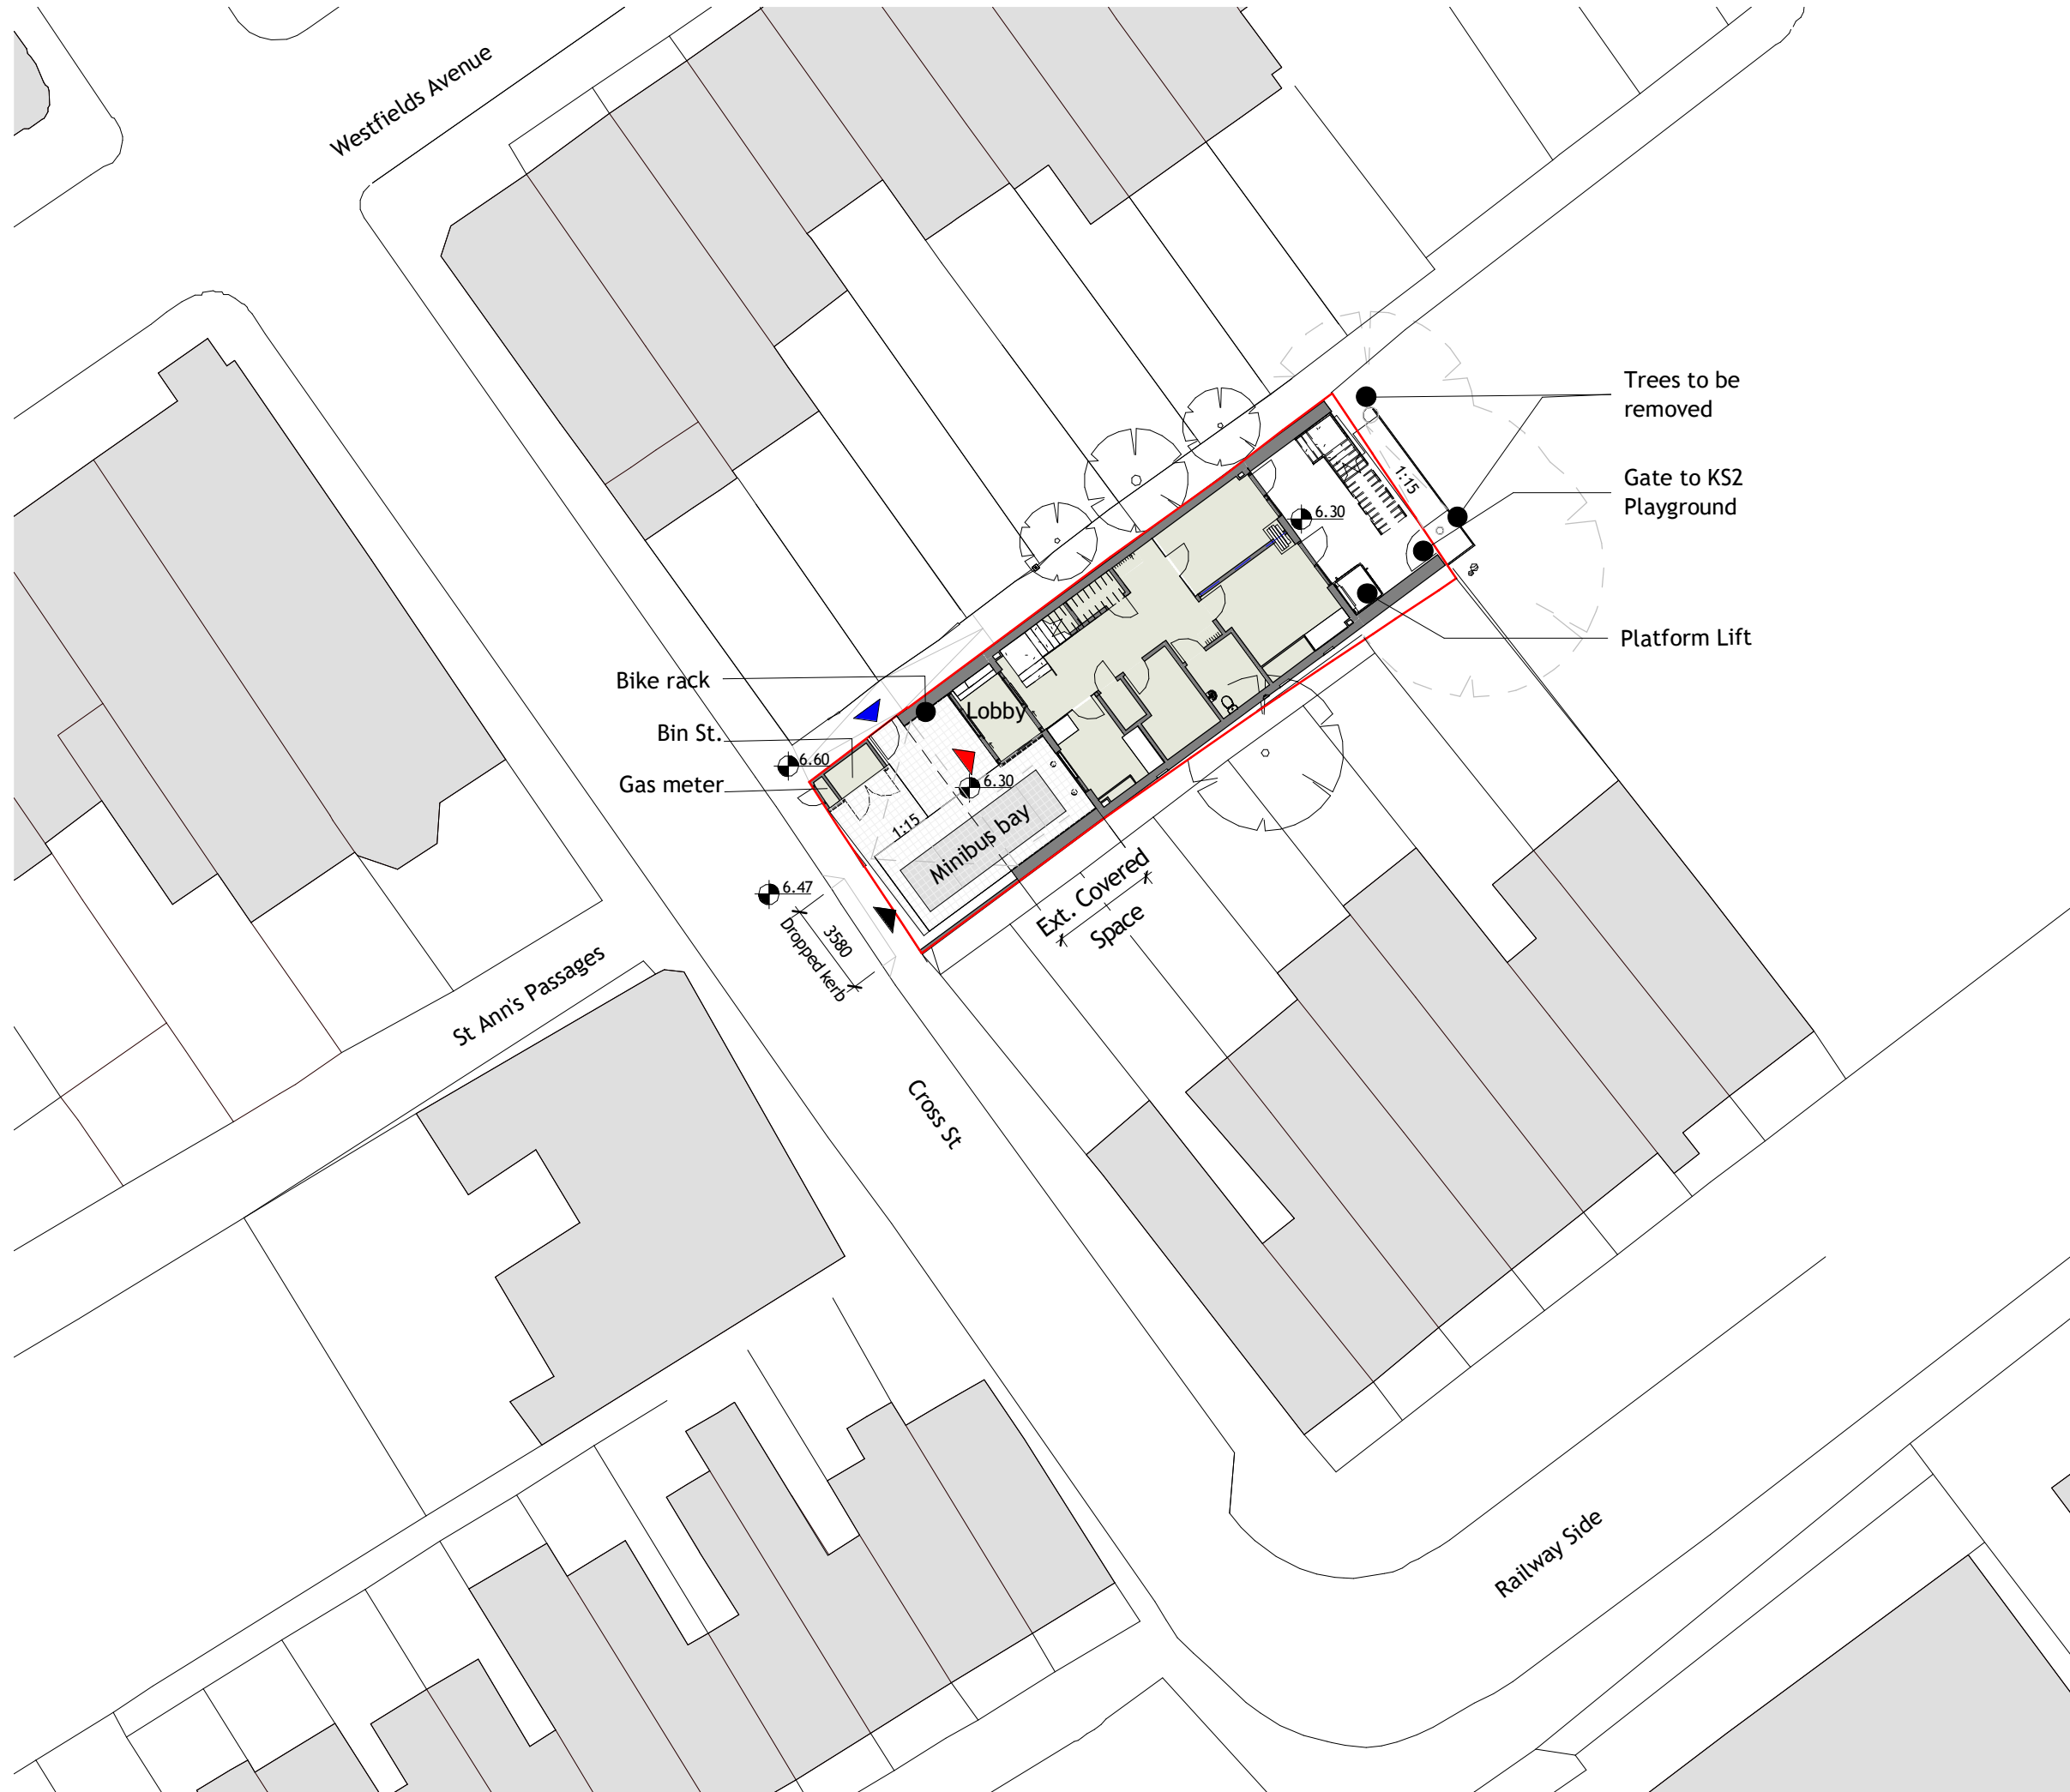 Westfields Avenue
Trees to be
removed
Gate to KS2
Playground
1:15
6.30
Platform Lift
Bike rack
Lobby
Bin St.
6.60
Gas meter
6.30
1:15
Minibus bay
6.47
Ext. Covered
Space
3580
Dropped kerb
St Ann's Passages
Cross St
Railway Side